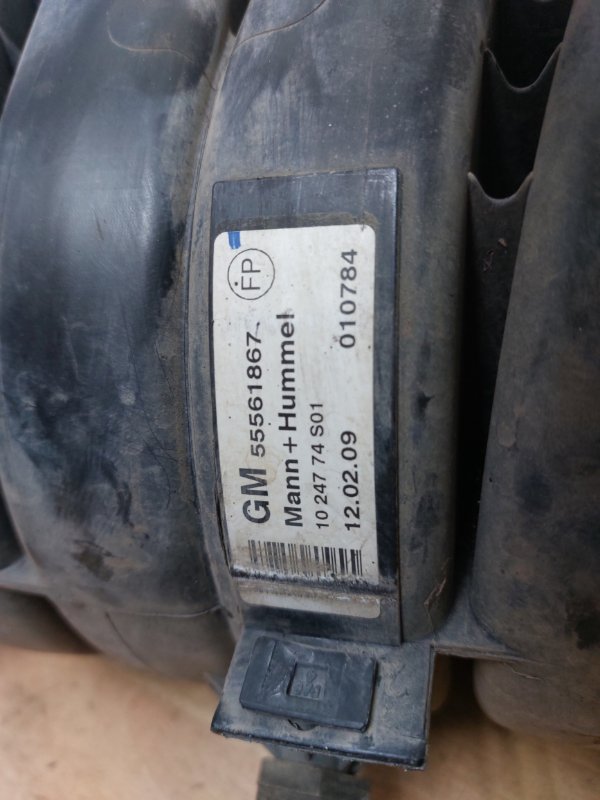 FP
GM 55561867
Mann+Hummel
10 247 74 S01
12.02.09 010784